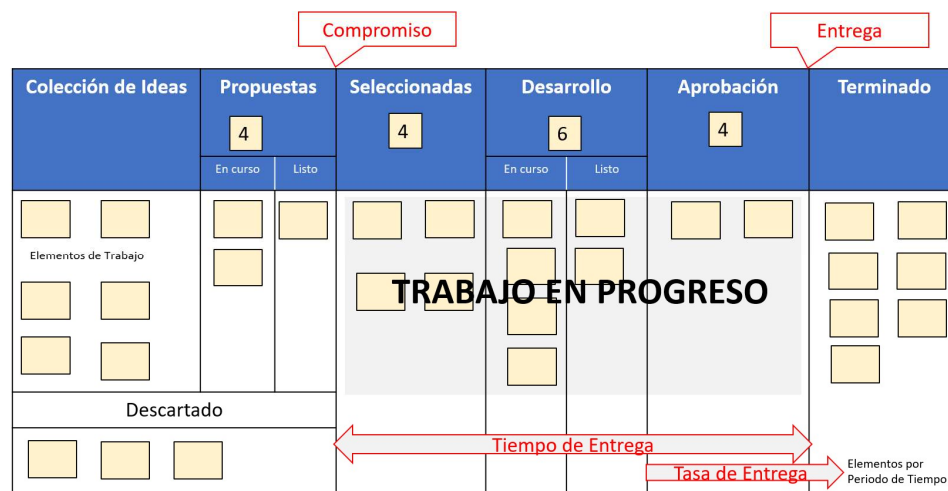 Compromiso
Entrega
Colección de Ideas
Propuestas
Seleccionadas
Desarrollo
Aprobación
Terminado
4
4
6
4
En curso
Listo
En curso
Listo
Elementos de Trabajo
TRABAJO EN PROGRESO
Descartado
Tiempo de Entrega
Tasa de Entrega
Elementos por
Periodo de Tiempo